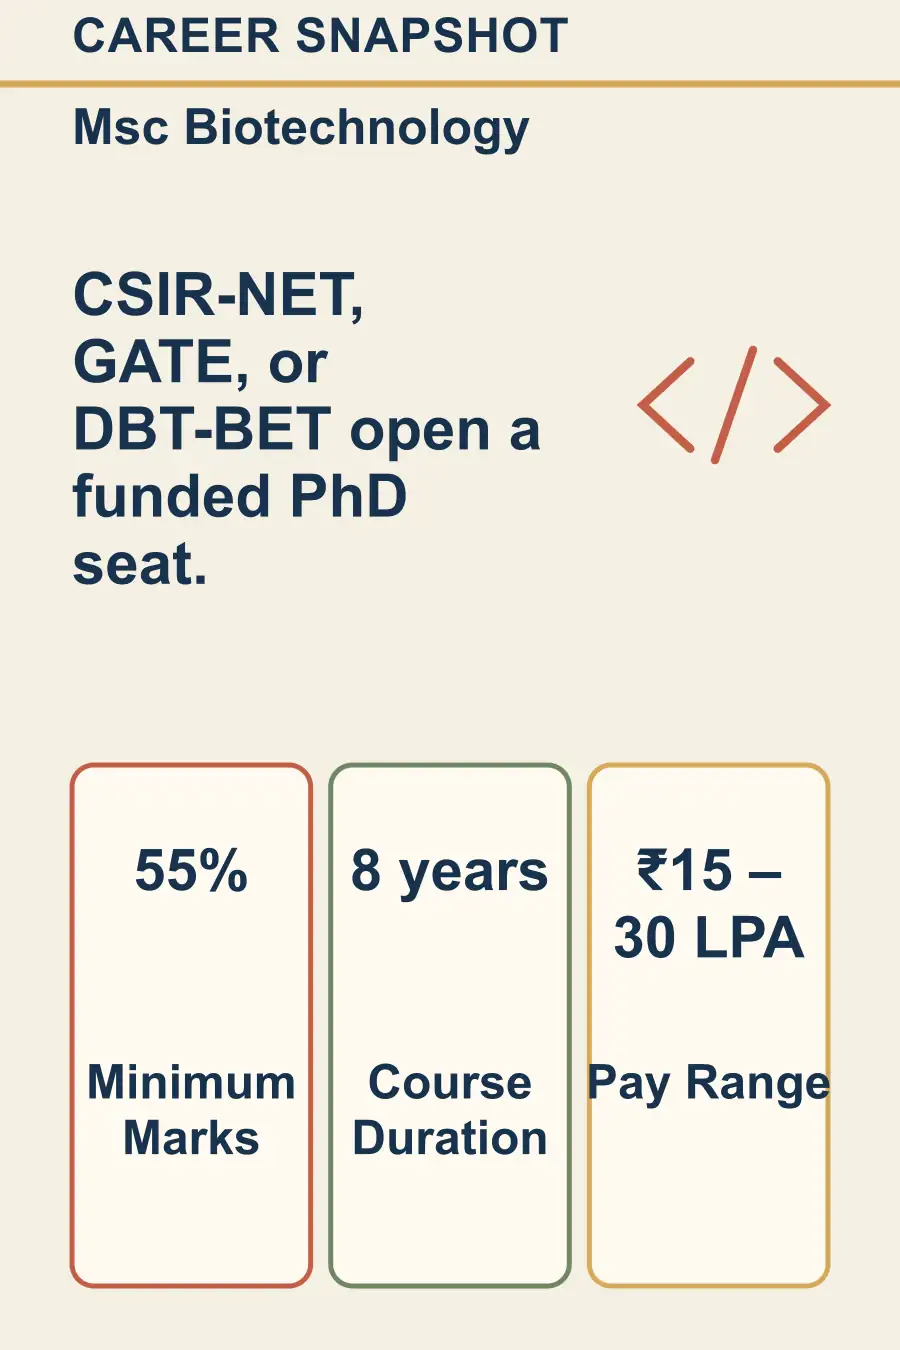 CAREER SNAPSHOT
Msc Biotechnology
CSIR-NET,
GATE, or
DBT-BET open a
funded PhD
seat.
55%
Minimum
Marks
8 years
Course
Duration
₹15 –
30 LPA
Pay Range